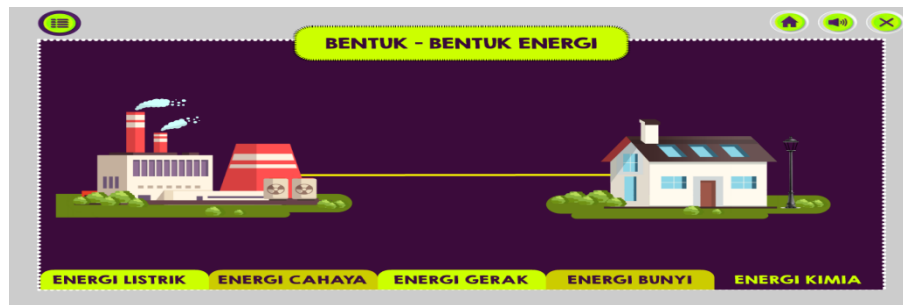 BENTUK - BENTUK ENERGI
ENERGI LISTRIK
ENERGI CAHAYA
ENERGI GERAK
ENERGI BUNYI
ENERGI KIMIA